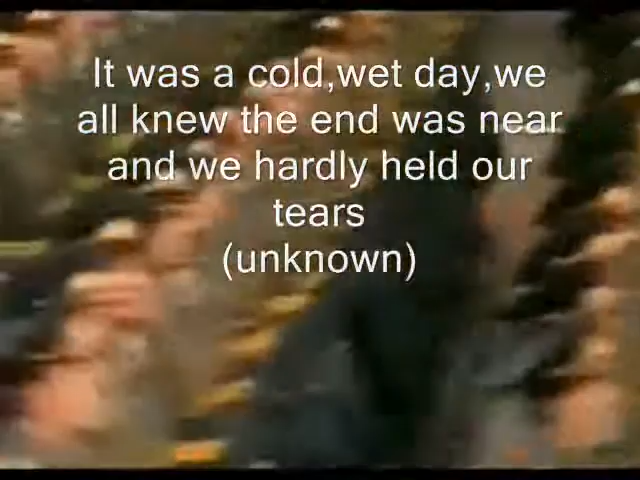 It was a cold,wet day,we
all knew the end was near
and we hardly held our
tears
(unknown)